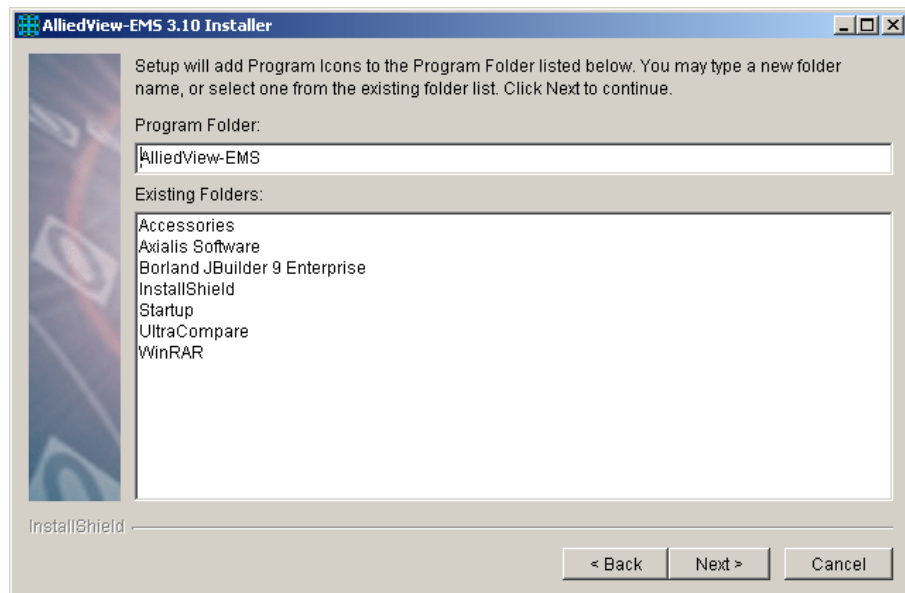 AlliedView-EMS 3.10 Installer
Setup will add Program Icons to the Program Folder listed below. You may type a new folder
name, or select one from the existing folder list. Click Next to continue.
Program Folder:
AlliedView-EMS
Existing Folders:
Accessories
Axialis Software
Borland JBuilder 9 Enterprise
InstallShield
Startup
UltraCompare
WinRAR
InstallShield
< Back Next > Cancel